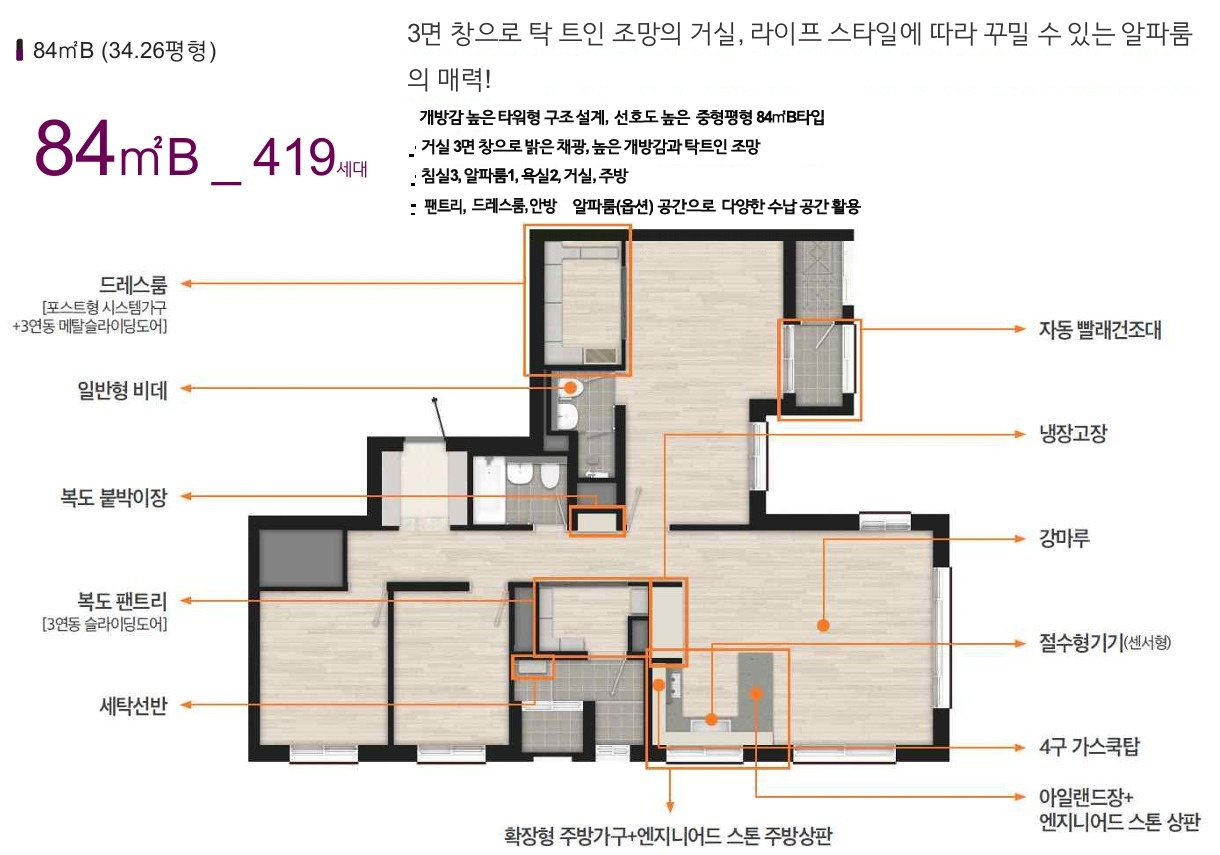 84㎡B (34.26평형)
3면 창으로 탁 트인 조망의 거실, 라이프 스타일에 따라 꾸밀 수 있는 알파룸
의 매력!
84㎡B _ 419세대
개방감 높은 타워형 구조 설계, 선호도 높은 중형평형 84㎡B타입
: 거실 3면 창으로 밝은 채광, 높은 개방감과 탁트인 조망
: 침실3, 알파룸1, 욕실2, 거실, 주방
: 팬트리, 드레스룸,안방 알파룸(옵션) 공간으로 다양한 수납 공간 활용
드레스룸
[포스트형 시스템가구
+3연동 메탈슬라이딩도어]
자동 빨래건조대
일반형 비데
냉장고장
복도 붙박이장
강마루
복도 팬트리
[3연동 슬라이딩도어]
절수형기기(센서형)
세탁선반
4구 가스쿡탑
아일랜드장+
엔지니어드 스톤 상판
확장형 주방가구+엔지니어드 스톤 주방상판